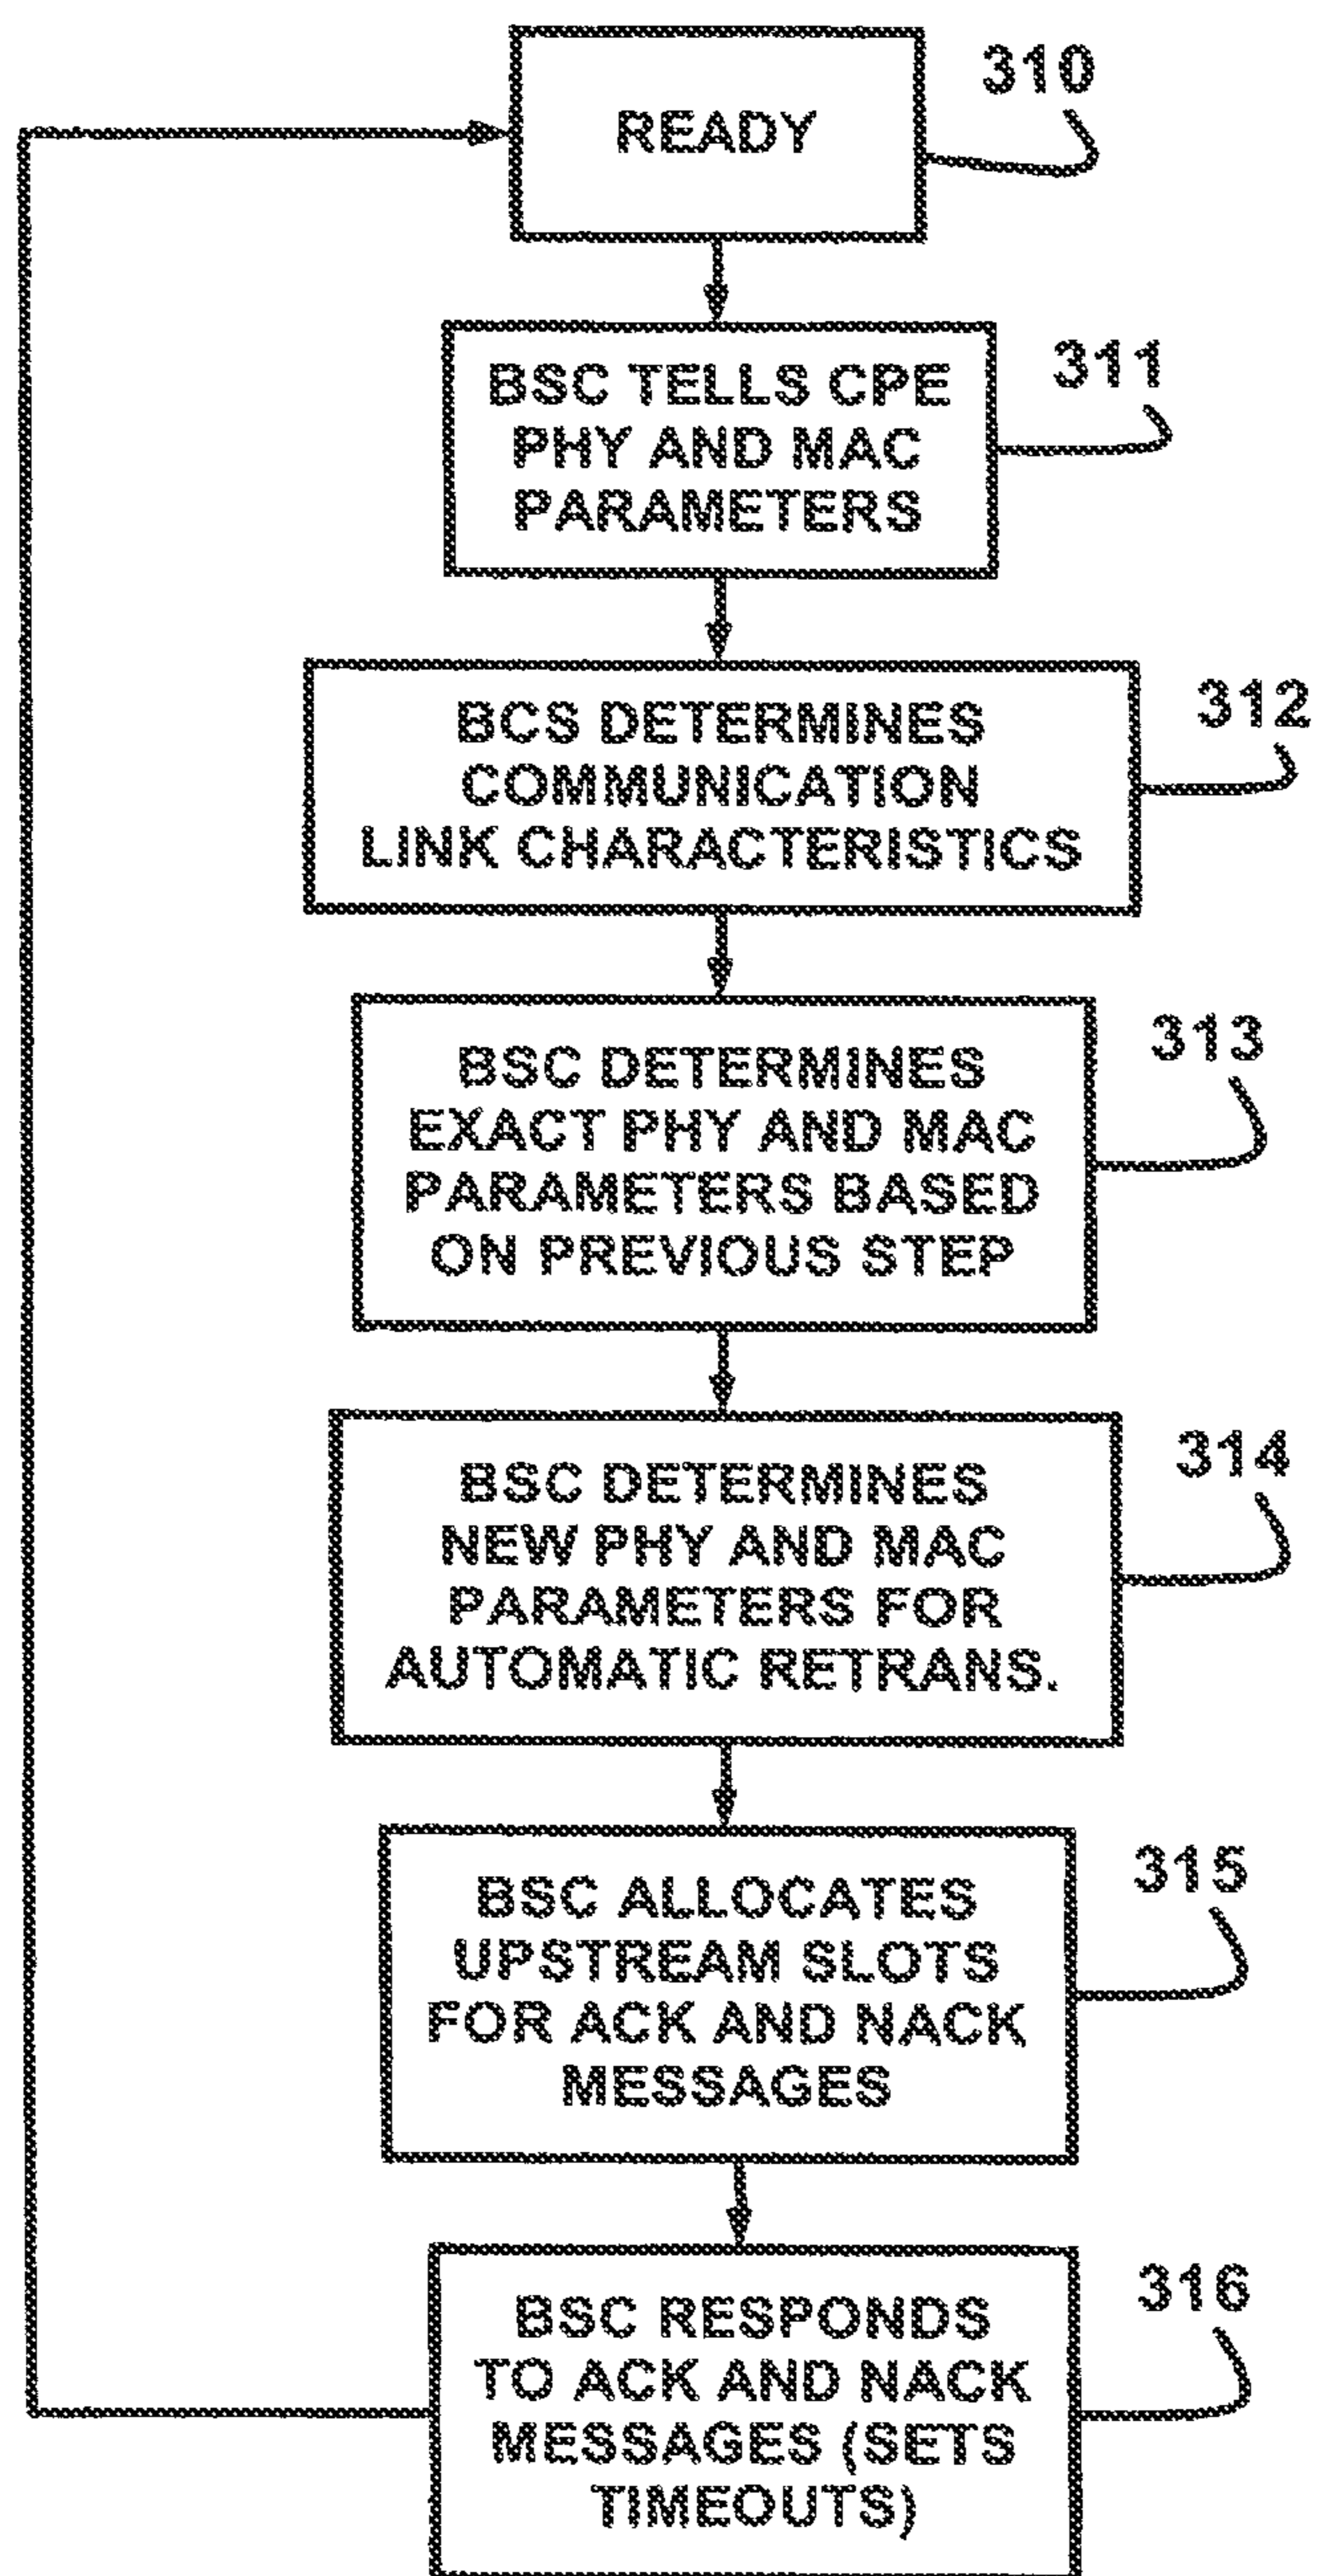 310
READY
311
BSC TELLS CPE
PHY AND MAC
PARAMETERS
312
BCS DETERMINES
COMMUNICATION
LINK CHARACTERISTICS
313
BSC DETERMINES
EXACT PHY AND MAC
PARAMETERS BASED
ON PREVIOUS STEP
314
BSC DETERMINES
NEW PHY AND MAC
PARAMETERS FOR
AUTOMATIC RETRANS.
315
BSC ALLOCATES
UPSTREAM SLOTS
FOR ACK AND NACK
MESSAGES
316
BSC RESPONDS
TO ACK AND NACK
MESSAGES (SETS
TIMEOUTS)